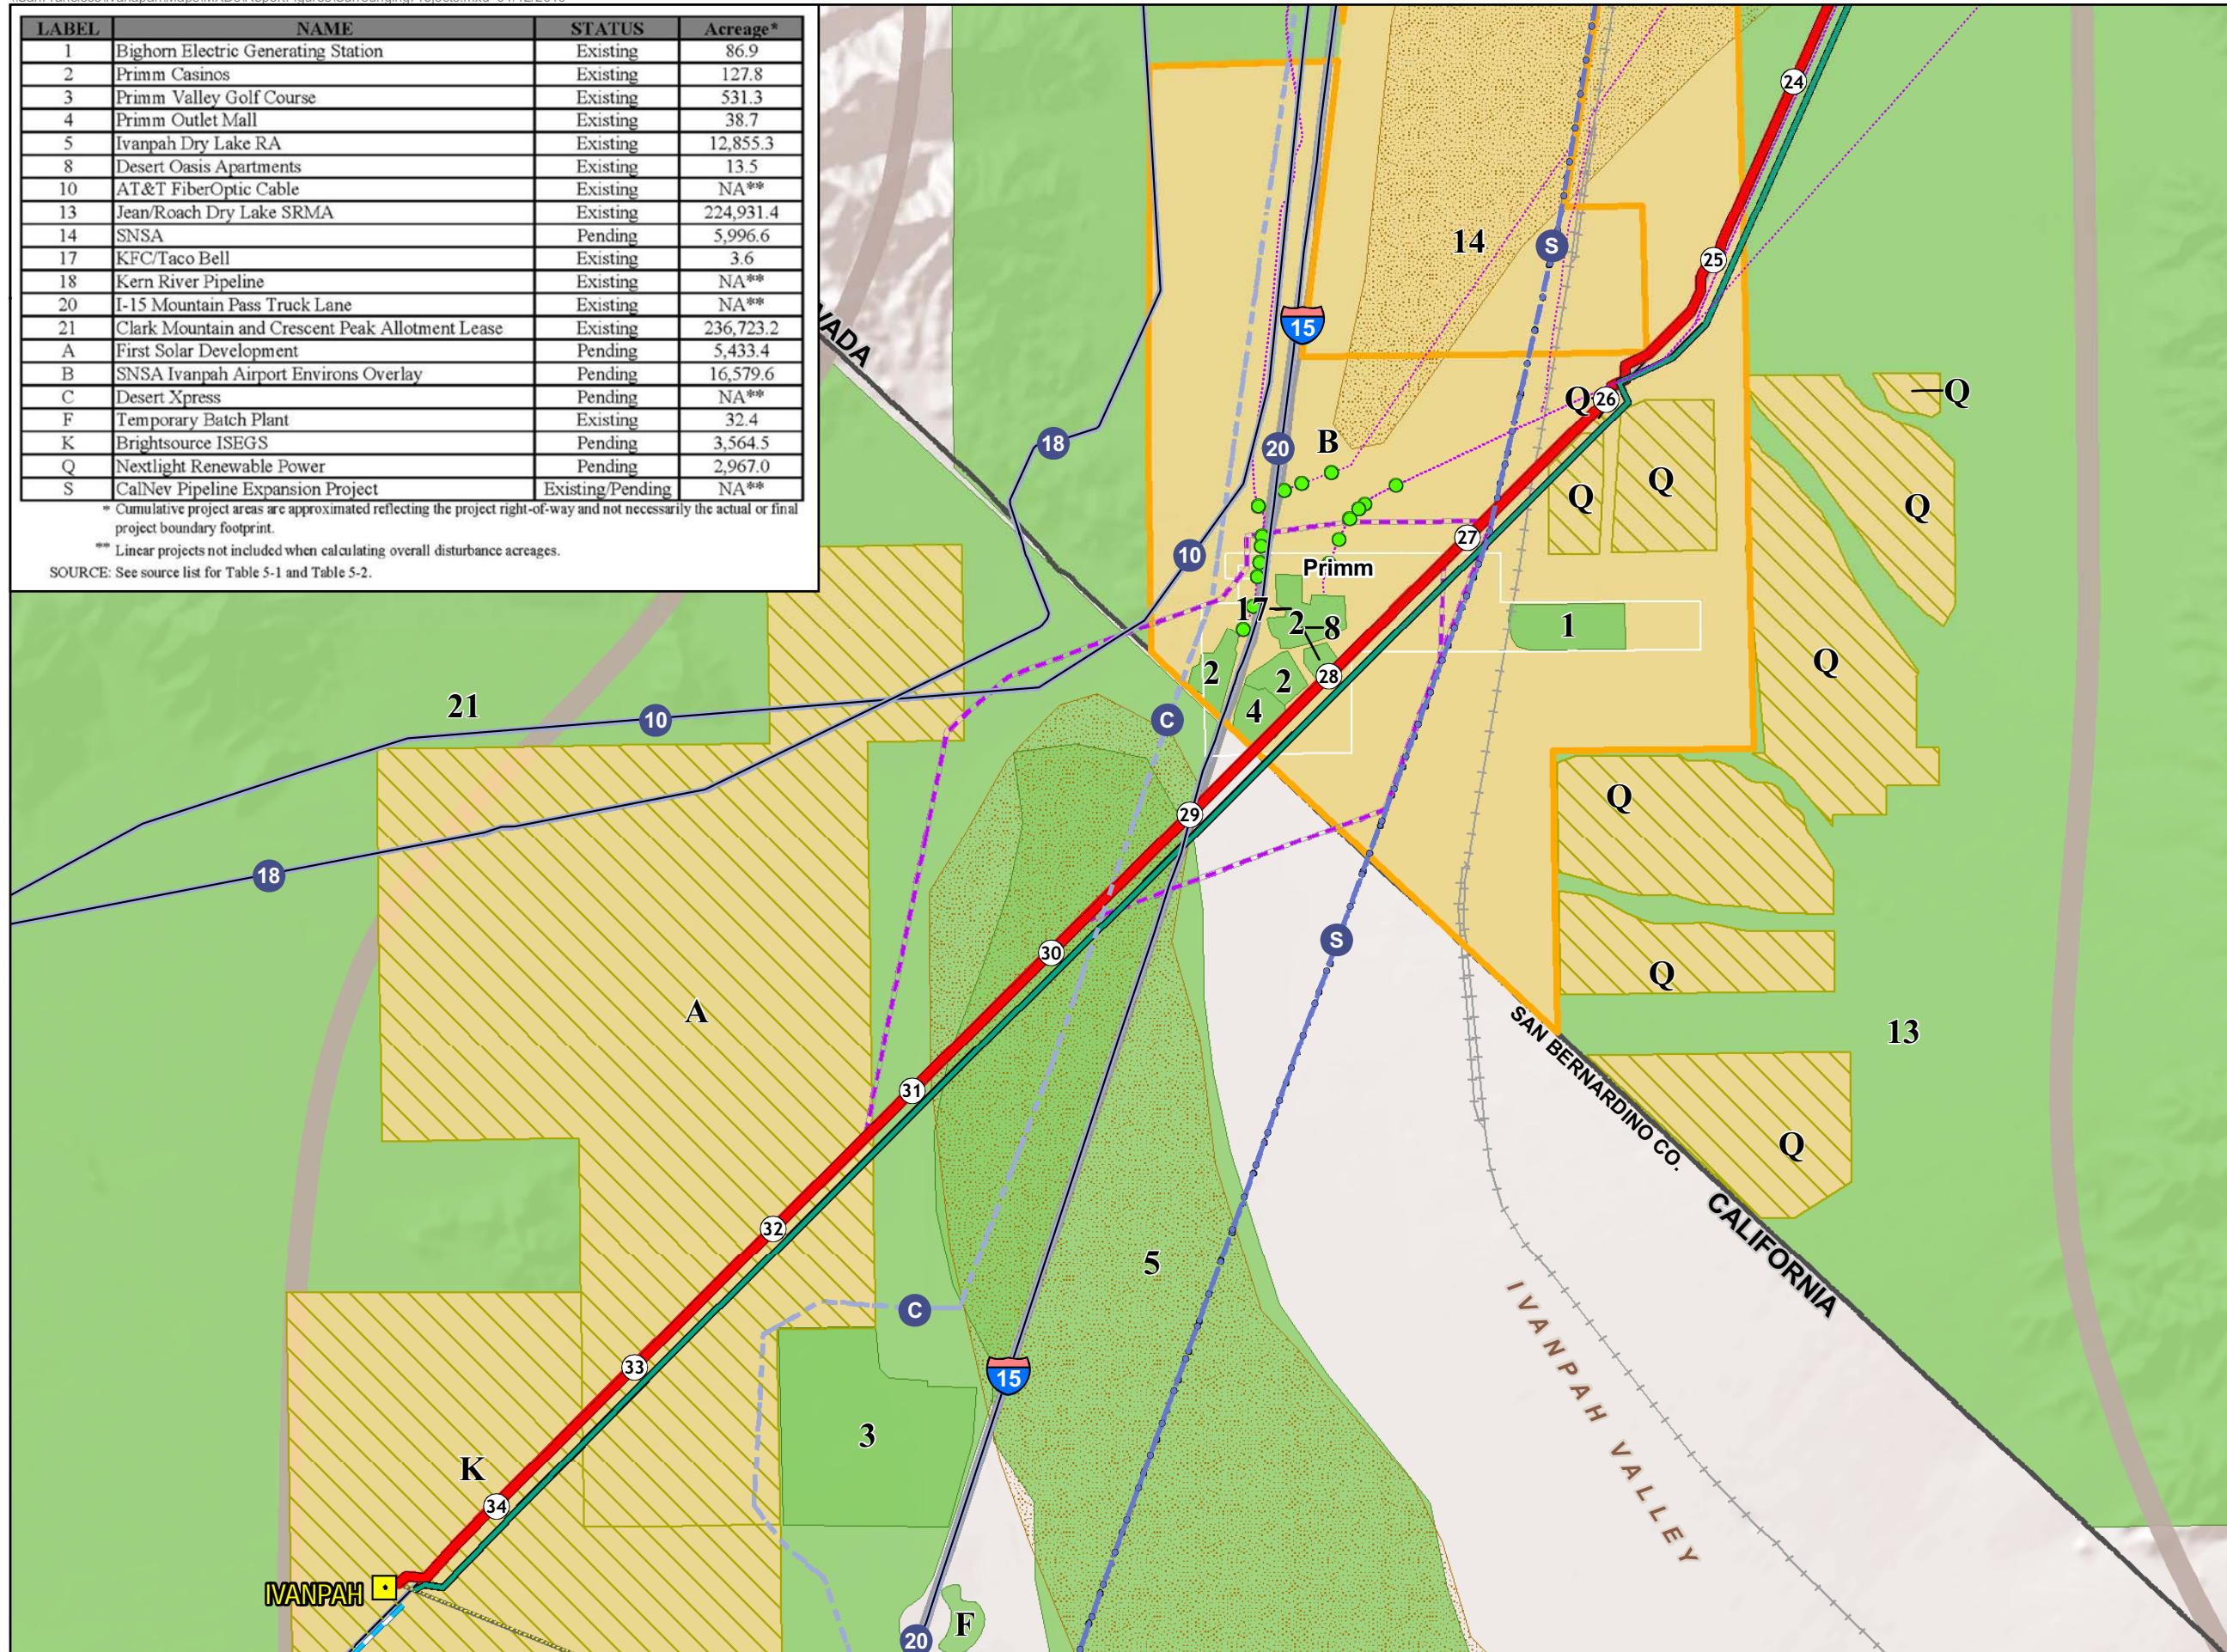 LABEL NAME STATUS Acreage*
1 Bighorn Electric Generating Station Existing 86.9
2 Primm Casinos Existing 127.8
3 Primm Valley Golf Course Existing 531.3
4 Primm Outlet Mall Existing 38.7
5 Ivanpah Dry Lake RA Existing 12,855.3
8 Desert Oasis Apartments Existing 13.5
10 AT&T FiberOptic Cable Existing NA**
13 Jean/Roach Dry Lake SRMA Existing 224,931.4
14 SNSA Pending 5,996.6
17 KFC/Taco Bell Existing 3.6
18 Kern River Pipeline Existing NA**
20 I-15 Mountain Pass Truck Lane Existing NA**
21 Clark Mountain and Crescent Peak Allotment Lease Existing 236,723.2
A First Solar Development Pending 5,433.4
B SNSA Ivanpah Airport Environs Overlay Pending 16,579.6
C Desert Xpress Pending NA**
F Temporary Batch Plant Existing 32.4
K Brightsource ISEGS Pending 3,564.5
Q Nextlight Renewable Power Pending 2,967.0
S CalNev Pipeline Expansion Project Existing/Pending NA**
* Cumulative project areas are approximated reflecting the project right-of-way and not necessarily the actual or final
project boundary footprint.
** Linear projects not included when calculating overall disturbance acreages.
SOURCE: See source list for Table 5-1 and Table 5-2.
24
14
S
25
15
VADA
Q
26
Q
18
20
B
Q
Q
Q
27
10
Primm
17
2
8
1
Q
2
2
28
21
10
C
4
Q
29
18
S
30
Q
A
SAN BERNARDINO CO.
13
31
Q
32
CALIFORNIA
5
C
IVANPAH VALLEY
33
15
3
K
34
IVANPAH
F
20